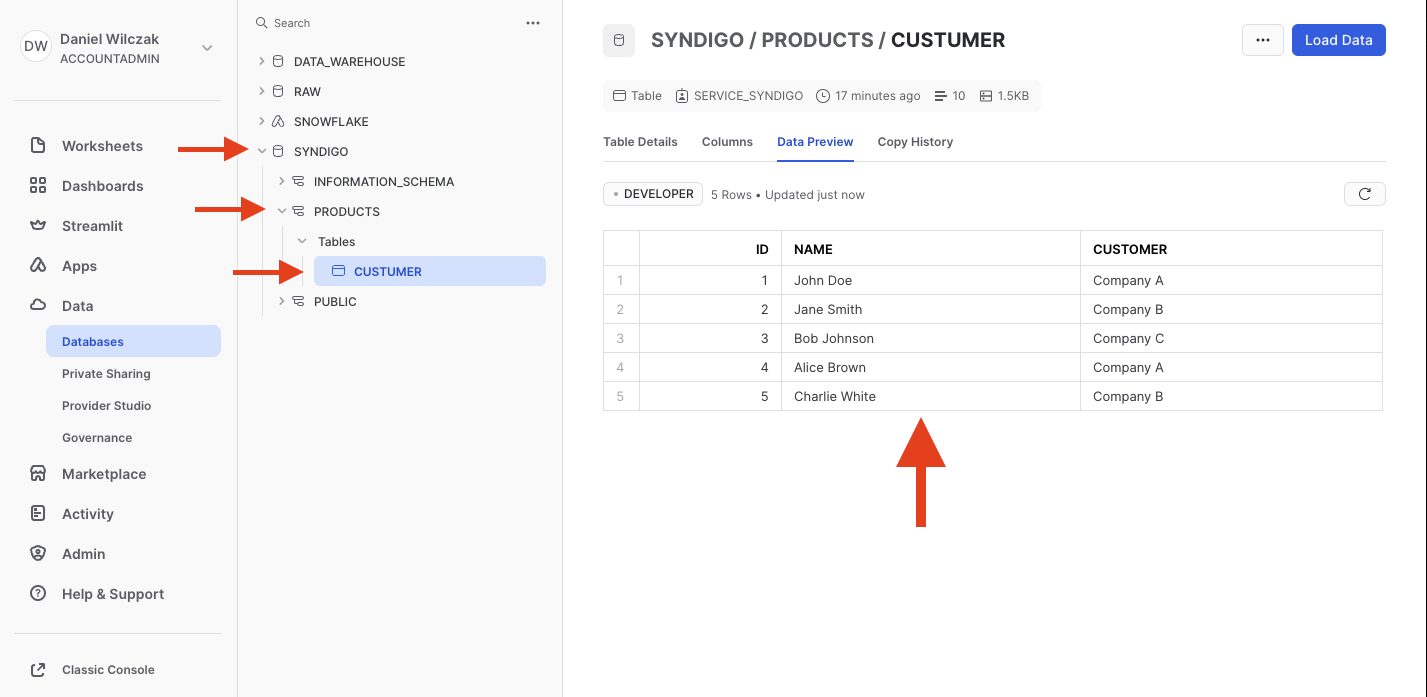 DW
Daniel Wilczak
ACCOUNTADMIN
Worksheets
Dashboards
Streamlit
Apps
Data
Databases
Private Sharing
Provider Studio
Governance
Marketplace
Activity
Admin
Help & Support
Classic Console
Search
DATA_WAREHOUSE
RAW
SNOWFLAKE
SYNDIGO
INFORMATION_SCHEMA
PRODUCTS
Tables
CUSTUMER
PUBLIC
SYNDIGO / PRODUCTS / CUSTUMER
Load Data
Table SERVICE_SYNDIGO 17 minutes ago 10 1.5KB
Table Details Columns Data Preview Copy History
DEVELOPER 5 Rows • Updated just now
ID NAME CUSTOMER
1 1 John Doe Company A
2 2 Jane Smith Company B
3 3 Bob Johnson Company C
4 4 Alice Brown Company A
5 5 Charlie White Company B